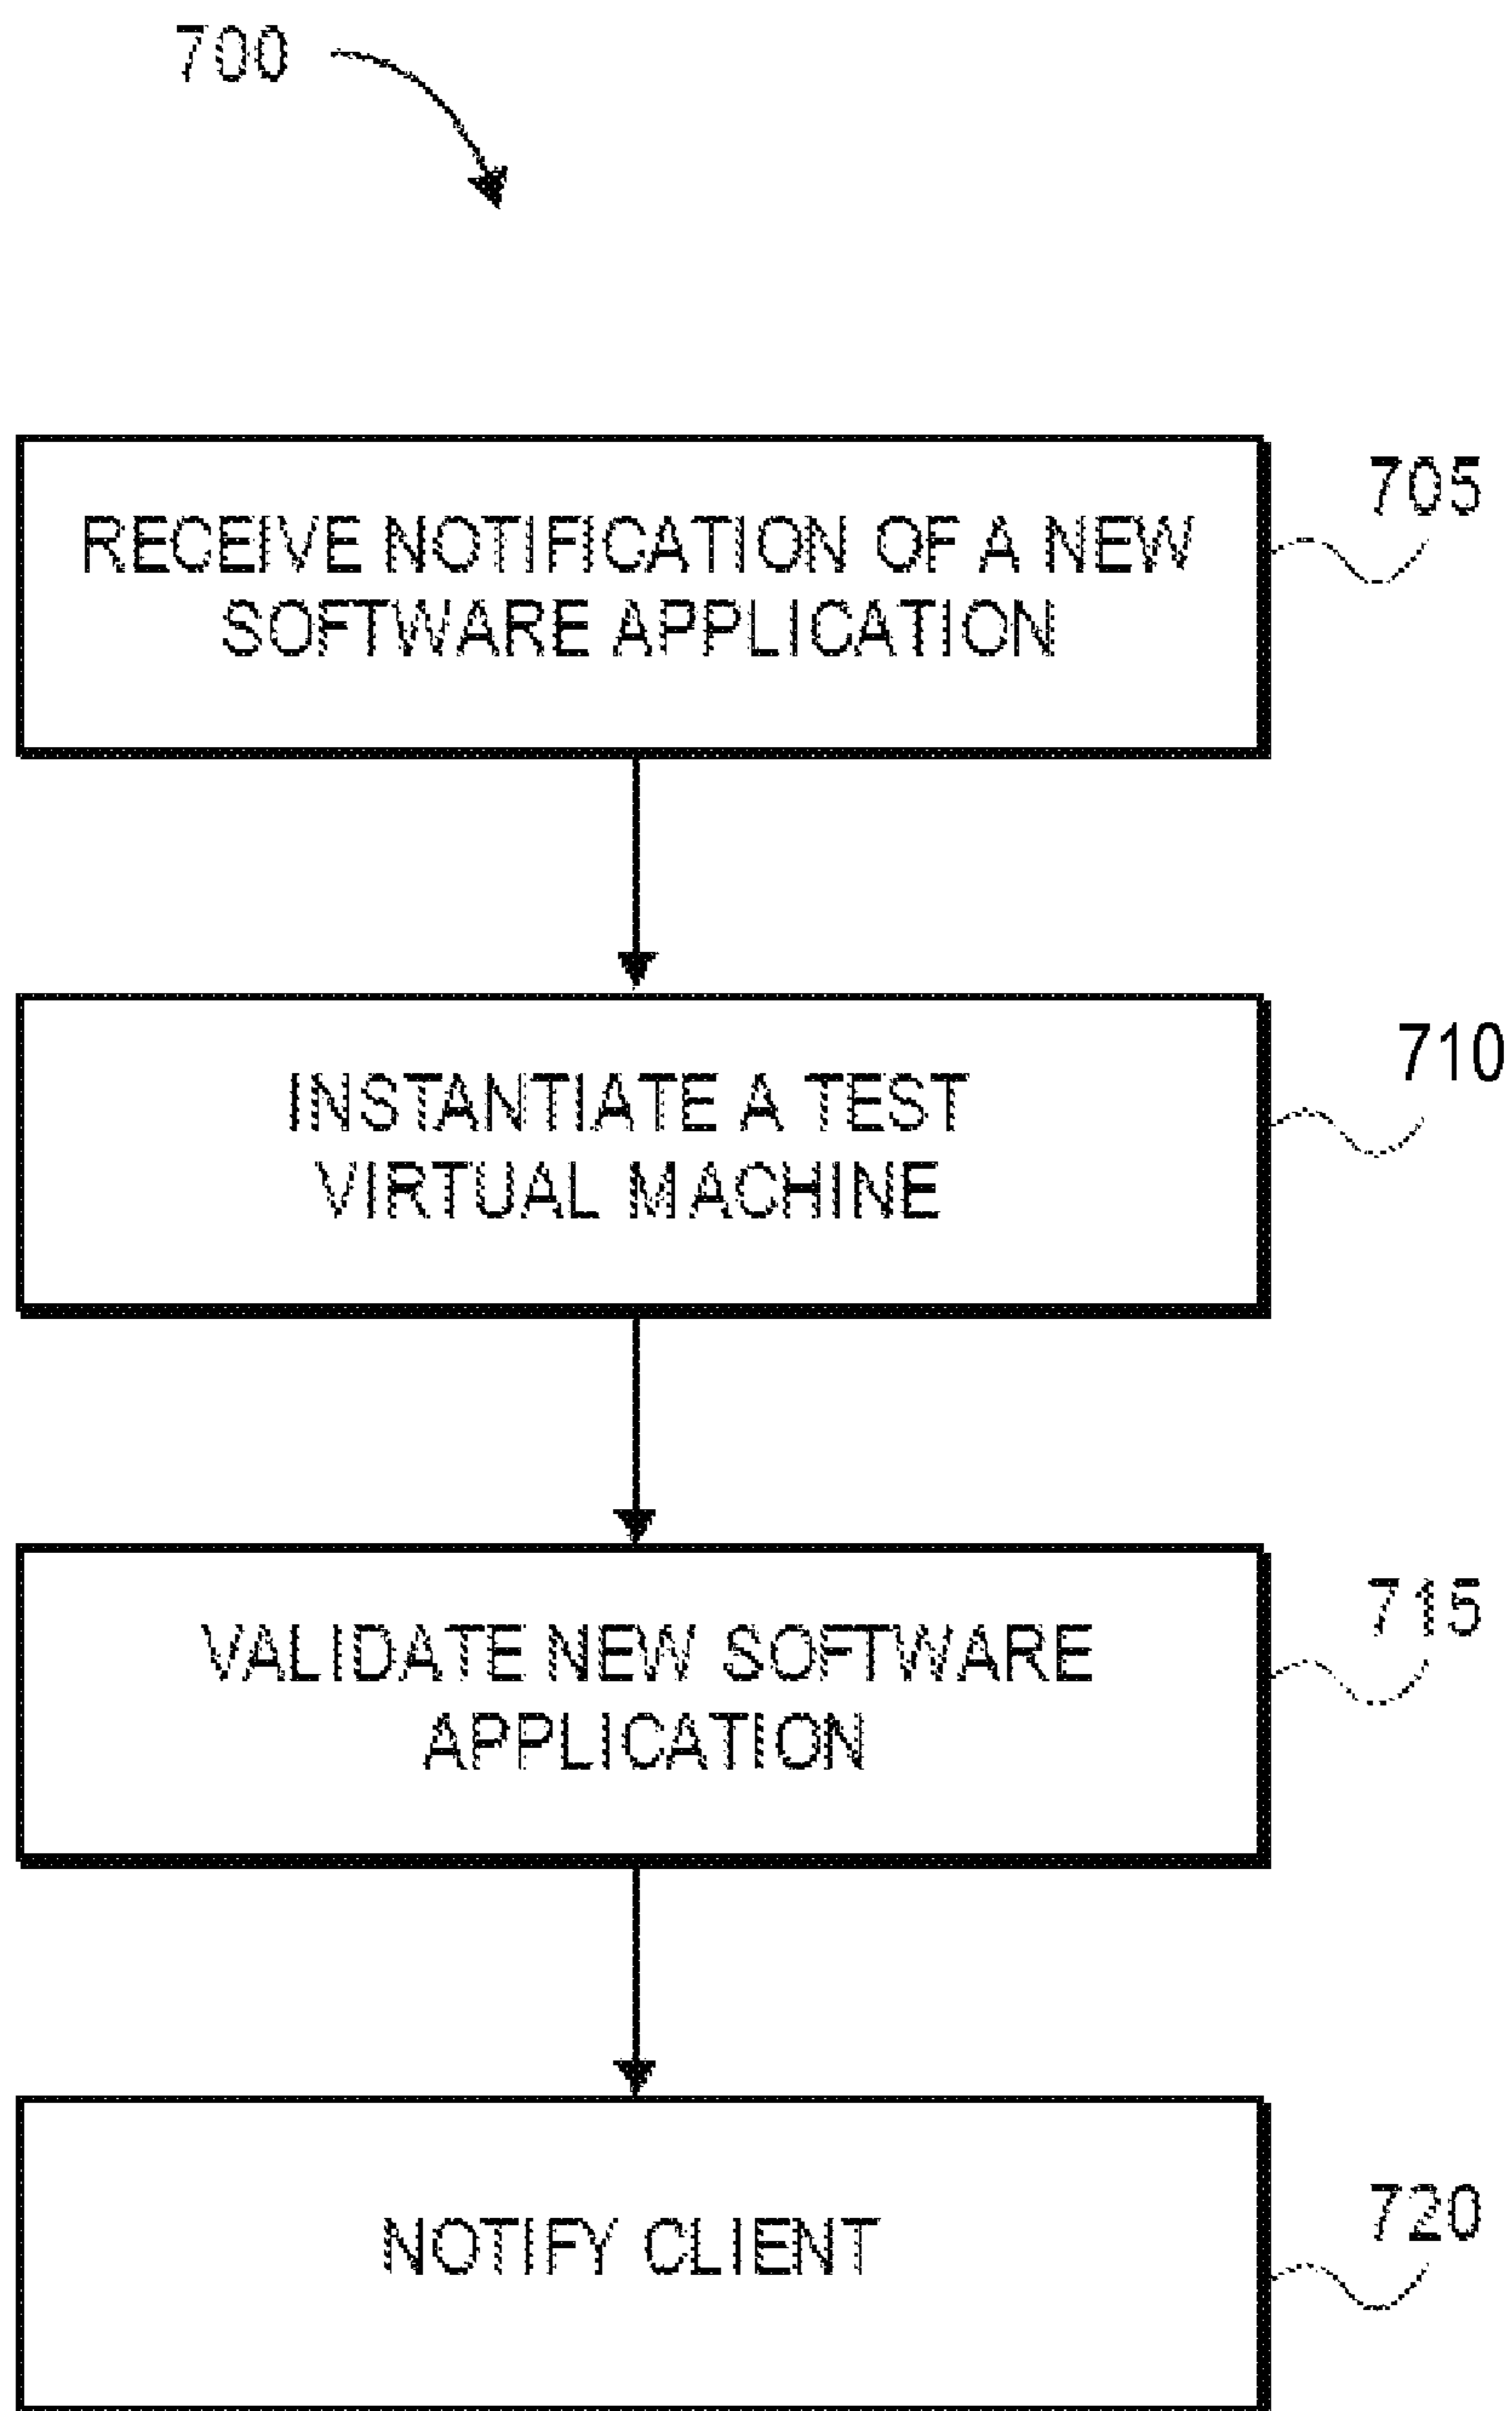 700
RECEIVE NOTIFICATION OF A NEW
SOFTWARE APPLICATION
705
INSTANTIATE A TEST
VIRTUAL MACHINE
710
VALIDATE NEW SOFTWARE
APPLICATION
715
NOTIFY CLIENT
720